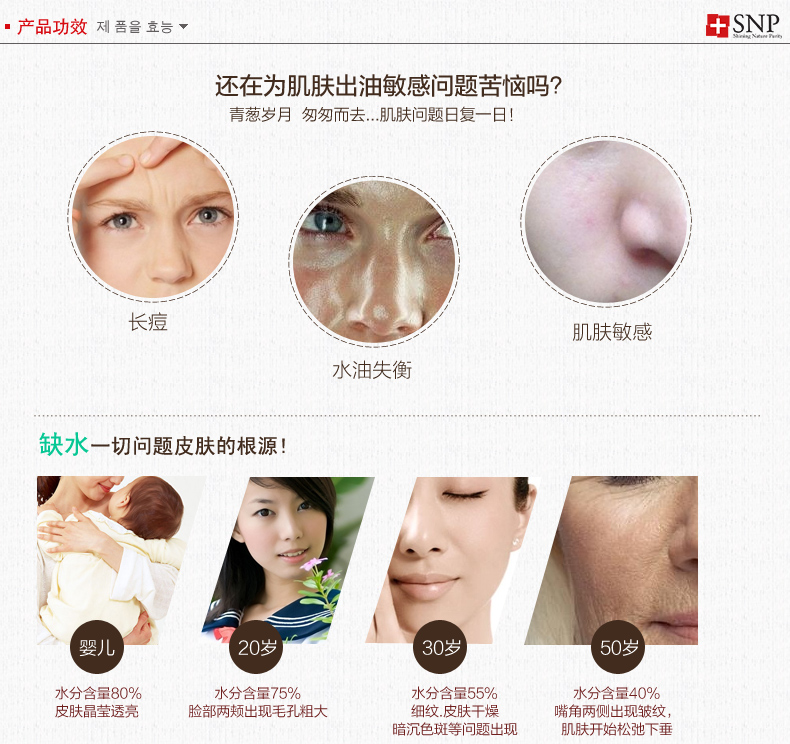 产品功效 제 품을 효능
SNP
Shining Nature Purity
还在为肌肤出油敏感问题苦恼吗?
青葱岁月 匆匆而去...肌肤问题日复一日!
长痘
水油失衡
肌肤敏感
缺水一切问题皮肤的根源!
婴儿
20岁
30岁
50岁
水分含量80%
皮肤晶莹透亮
水分含量75%
脸部两颊出现毛孔粗大
水分含量55%
细纹.皮肤干燥
暗沉色斑等问题出现
水分含量40%
嘴角两侧出现皱纹,
肌肤开始松弛下垂